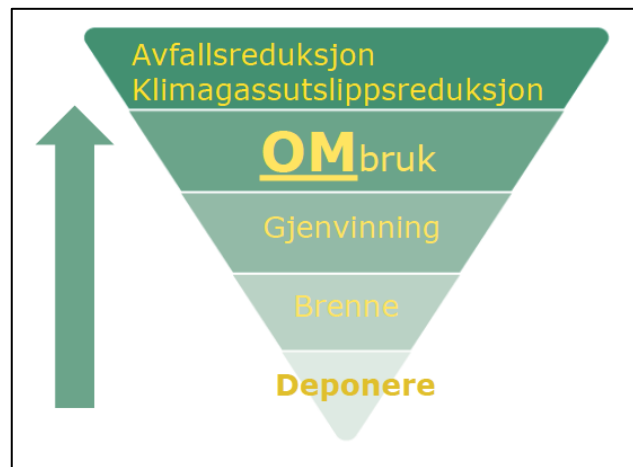 Avfallsreduksjon
Klimagassutslippsreduksjon
OMbruk
Gjenvinning
Brenne
Deponere